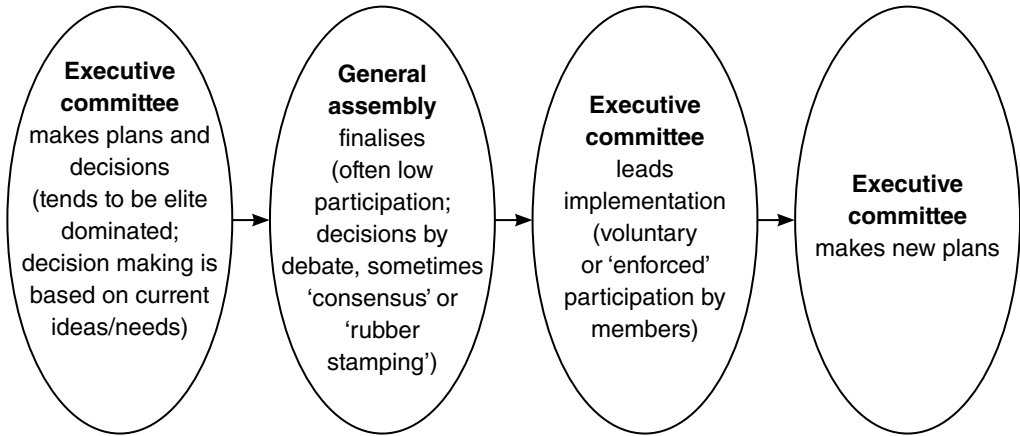 Executive
committee
makes plans and
decisions
(tends to be elite
dominated;
decision making is
based on current
ideas/needs)
General
assembly
finalises
(often low
participation;
decisions by
debate, sometimes
‘consensus’ or
‘rubber
stamping’)
Executive
committee
leads
implementation
(voluntary
or ‘enforced’
participation by
members)
Executive
committee
makes new plans